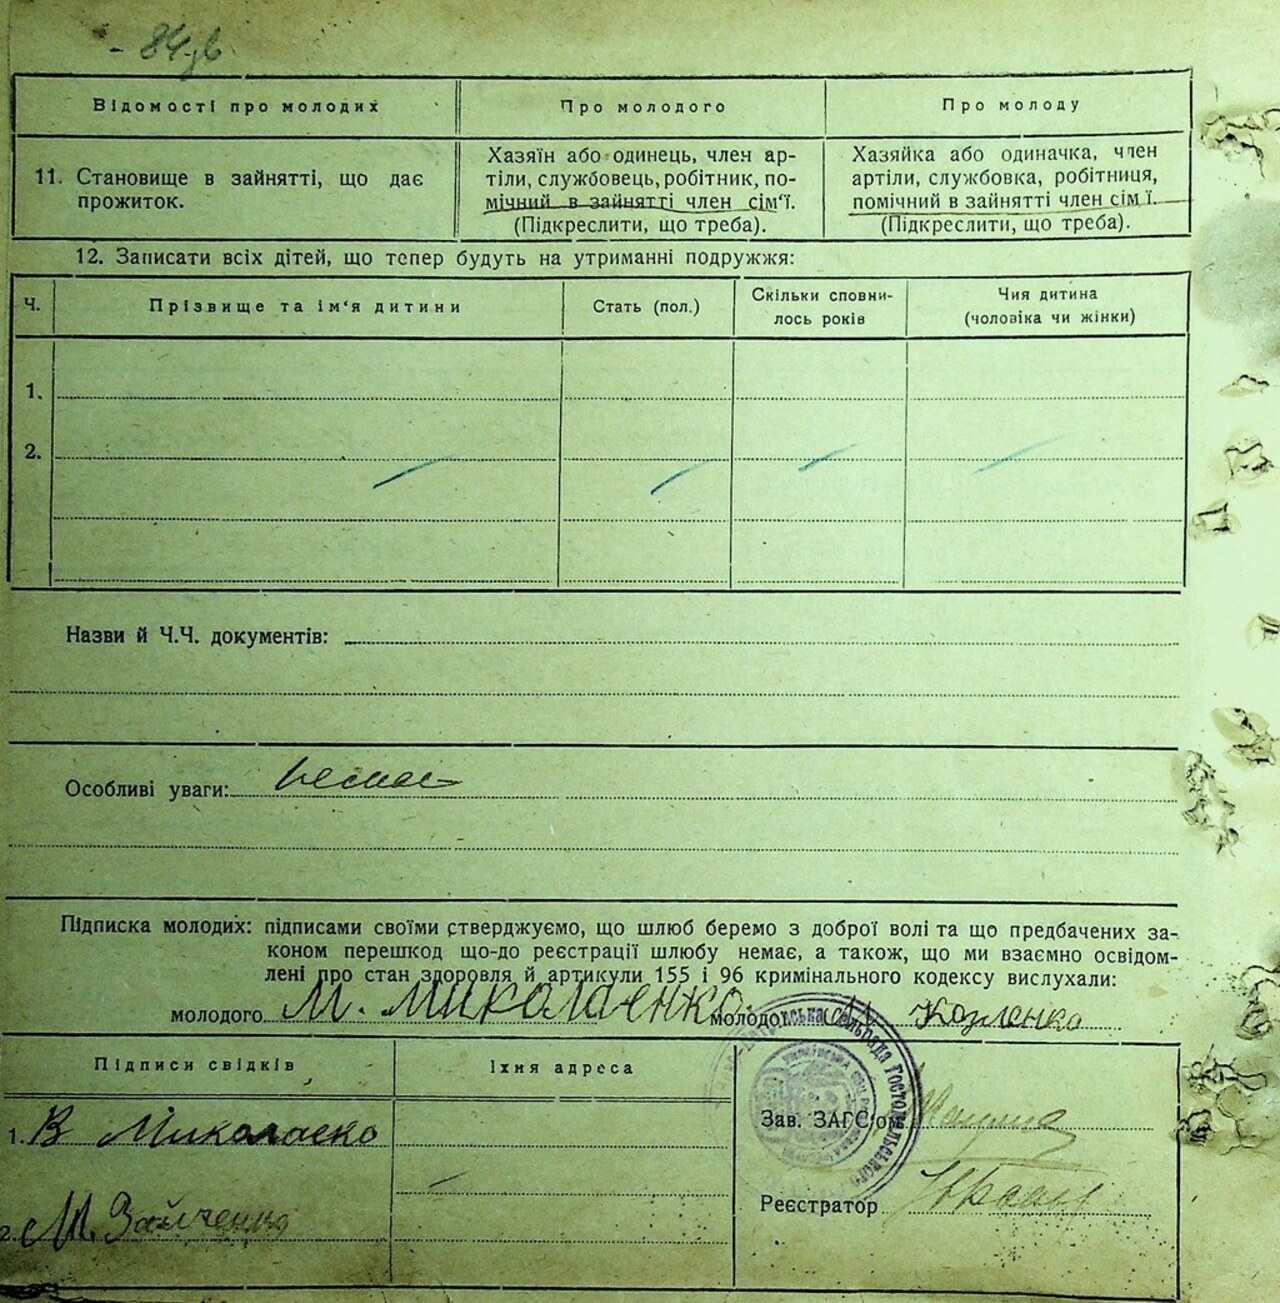 Відомості про молодих Про молодого Про молоду
11. Становище в зайнятті, що дає прожиток.
Хазяїн або одинець, член ар-
тіли, службовець, робітник, по-
мічний в зайнятті член сім'ї.
(Підкреслити, що треба).
Хазяйка або одиначка, член
артіли, службовка, робітниця,
помічний в зайнятті член сім ї.
(Підкреслити, що треба).
12. Записати всіх дітей, що тепер будуть на утриманні подружжя:
Ч. Прізвище та ім'я дитини Стать (пол.) Скільки сповни-
лось років Чия дитина
(чоловіка чи жінки)
1.
2.
Назви й Ч.Ч. документів:
Особливі уваги:
Підписка молодих: підписами своїми стверджуємо, що шлюб беремо з доброї волі та що предбачених за-
коном перешкод що-до реєстрації шлюбу немає, а також, що ми взаємно освідом-
лені про стан здоровля й артикули 155 і 96 кримінального кодексу вислухали:
молодого М. Миколаенко молодої М. Козленко
Підписи свідків Їхня адреса
1. В Миколаенко
Зав. ЗАГС'ом
2. М. Зайченко
Реєстратор